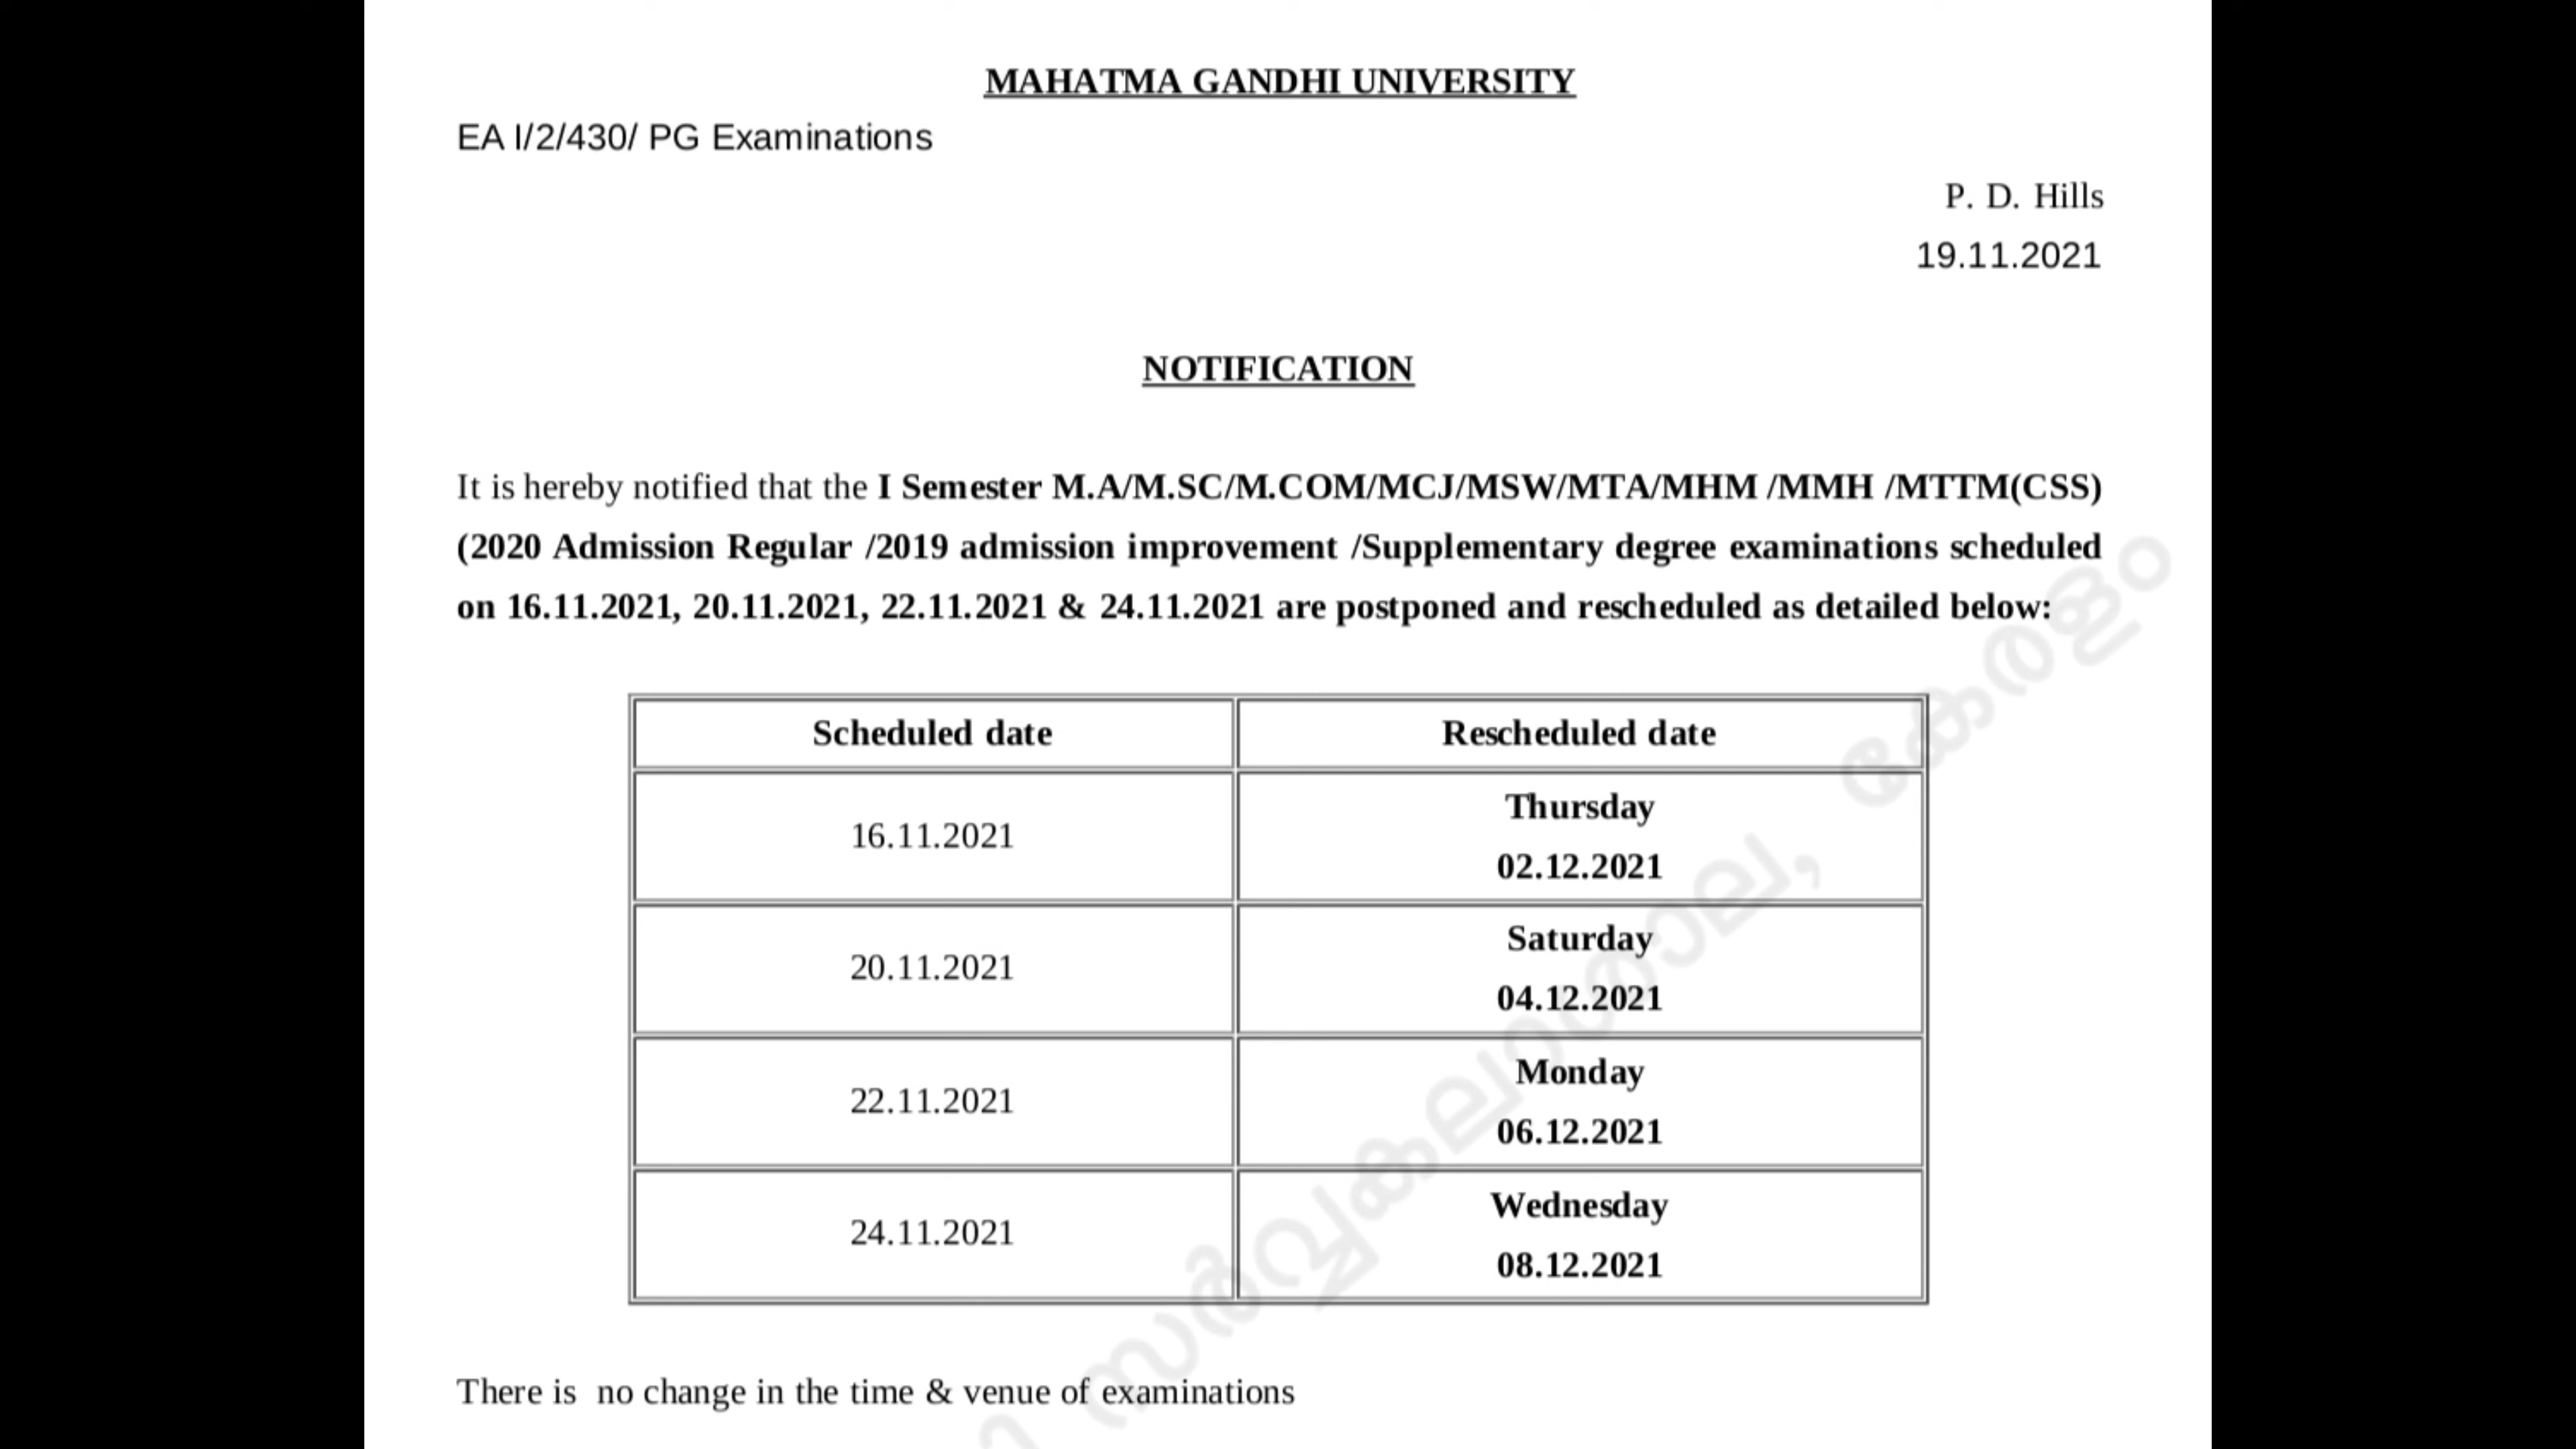 MAHATMA GANDHI UNIVERSITY
EA I/2/430/ PG Examinations
P. D. Hills
19.11.2021
NOTIFICATION
It is hereby notified that the I Semester M.A/M.SC/M.COM/MCJ/MSW/MTA/MHM /MMH /MTTM(CSS)
(2020 Admission Regular /2019 admission improvement /Supplementary degree examinations scheduled
on 16.11.2021, 20.11.2021, 22.11.2021 & 24.11.2021 are postponed and rescheduled as detailed below:
Scheduled date Rescheduled date
16.11.2021 Thursday
02.12.2021
20.11.2021 Saturday
04.12.2021
22.11.2021 Monday
06.12.2021
24.11.2021 Wednesday
08.12.2021
There is no change in the time & venue of examinations
സർവ്വകലാശാല, കേരളം